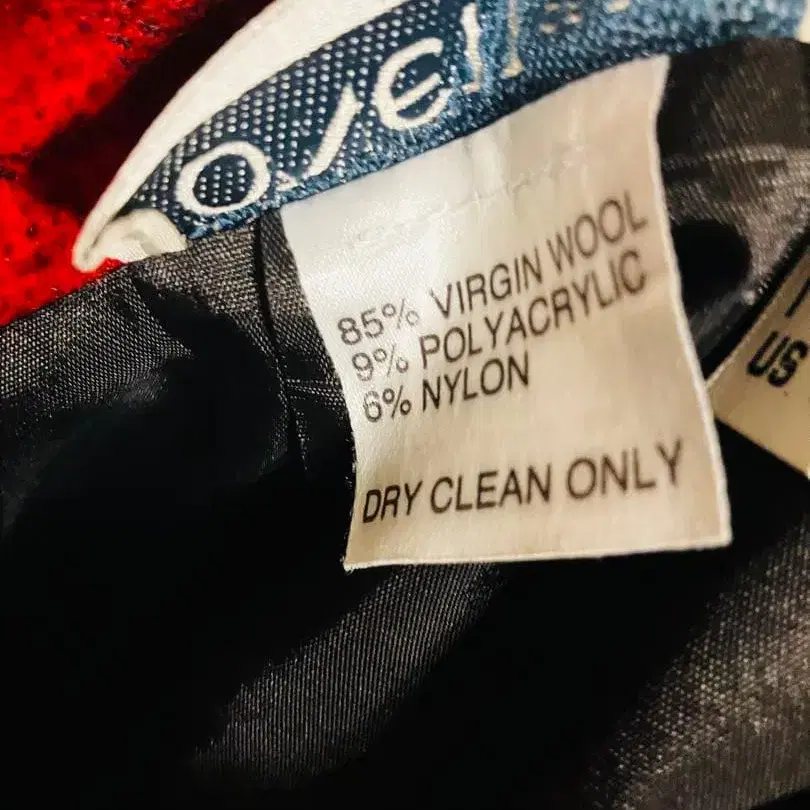 85% VIRGIN WOOL
9% POLYACRYLIC
6% NYLON
DRY CLEAN ONLY
US